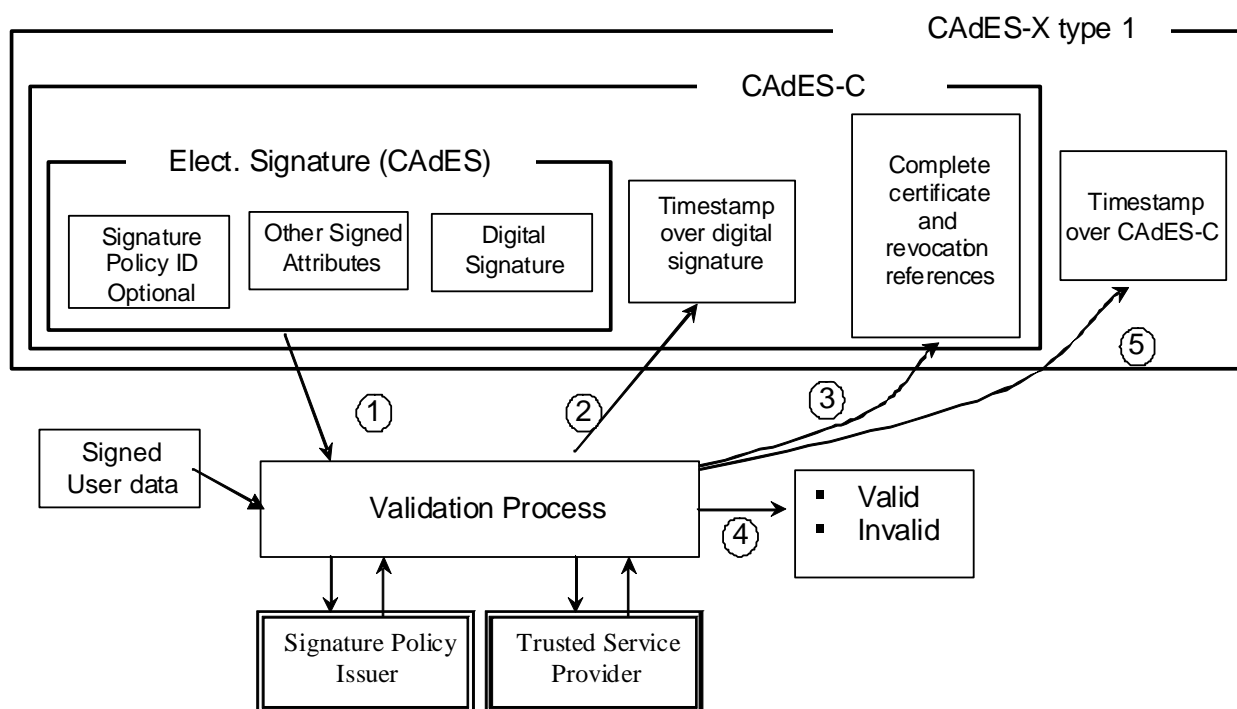 CAdES-X type 1
CAdES-C
Elect. Signature (CAdES)
Signature
Policy ID
Optional
Other Signed
Attributes
Digital
Signature
Timestamp
over digital
signature
Complete
certificate
and
revocation
references
Timestamp
over CAdES-C
1
2
3
5
Signed
User data
Validation Process
4
▪ Valid
▪ Invalid
Signature Policy
Issuer
Trusted Service
Provider